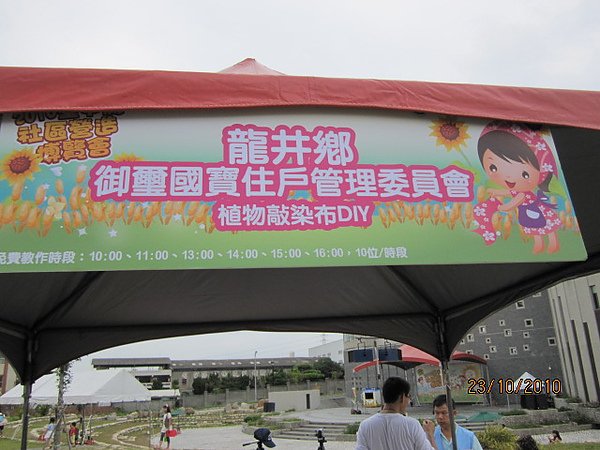 社區營造
博覽會
龍井鄉
御璽國寶住戶管理委員會
植物敲染布DIY
免費教作時段：10:00、11:00、13:00、14:00、15:00、16:00，10位/時段
23/10/2010